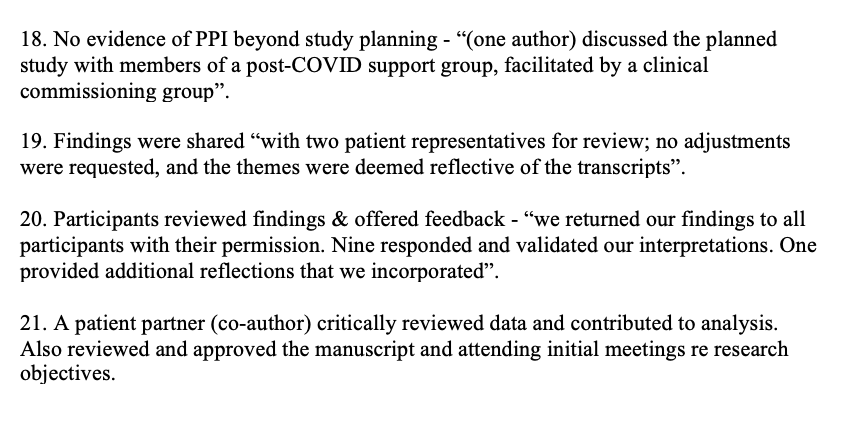 18. No evidence of PPI beyond study planning - “(one author) discussed the planned
study with members of a post-COVID support group, facilitated by a clinical
commissioning group”.
19. Findings were shared “with two patient representatives for review; no adjustments
were requested, and the themes were deemed reflective of the transcripts”.
20. Participants reviewed findings & offered feedback - “we returned our findings to all
participants with their permission. Nine responded and validated our interpretations. One
provided additional reflections that we incorporated”.
21. A patient partner (co-author) critically reviewed data and contributed to analysis.
Also reviewed and approved the manuscript and attending initial meetings re research
objectives.